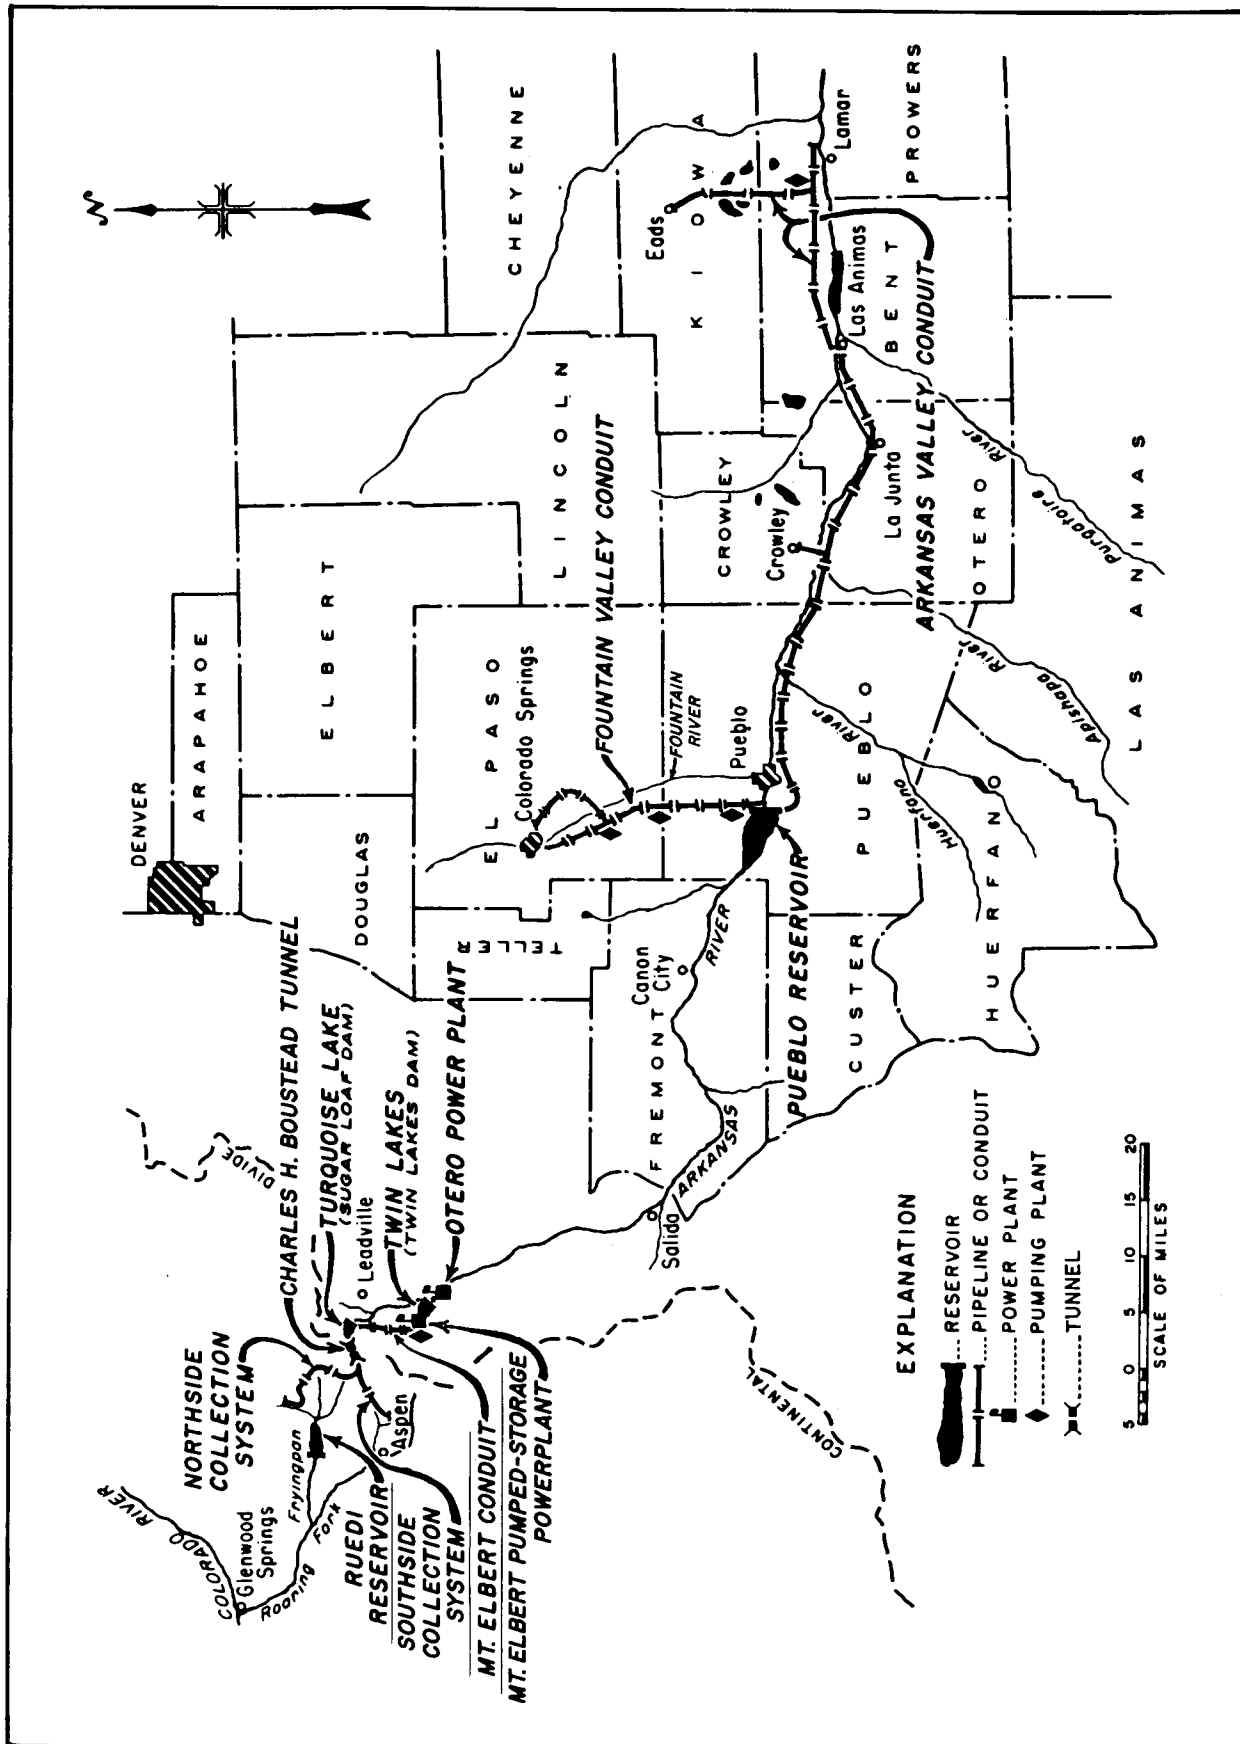 N
DENVER
ARAPAHOE
ELBERT
DOUGLAS
CHEYENNE
LINCOLN
EL PASO
TELLER
Colorado Springs
FOUNTAIN VALLEY CONDUIT
FOUNTAIN
RIVER
KIOWA
Eads
CROWLEY
Crowley
Pueblo
PUEBLO
PUEBLO RESERVOIR
Lamar
PROWERS
Las Animas
BENT
ARKANSAS VALLEY CONDUIT
La Junta
OTERO
River
Purgatoire
River
Apishapa
LAS ANIMAS
River
Huerfano
HUERFANO
CUSTER
FREMONT
Canon
City
RIVER
ARKANSAS
Salida
DIVIDE
CONTINENTAL
CHARLES H. BOUSTEAD TUNNEL
TURQUOISE LAKE
(SUGAR LOAF DAM)
Leadville
TWIN LAKES
(TWIN LAKES DAM)
OTERO POWER PLANT
NORTHSIDE
COLLECTION
SYSTEM
COLORADO
RIVER
Glenwood
Springs
Fryingpan
Roaring Fork
Aspen
RUEDI
RESERVOIR
SOUTHSIDE
COLLECTION
SYSTEM
MT. ELBERT CONDUIT
MT. ELBERT PUMPED-STORAGE
POWERPLANT
EXPLANATION
RESERVOIR
PIPELINE OR CONDUIT
POWER PLANT
PUMPING PLANT
TUNNEL
5 0 5 10 15 20
SCALE OF MILES